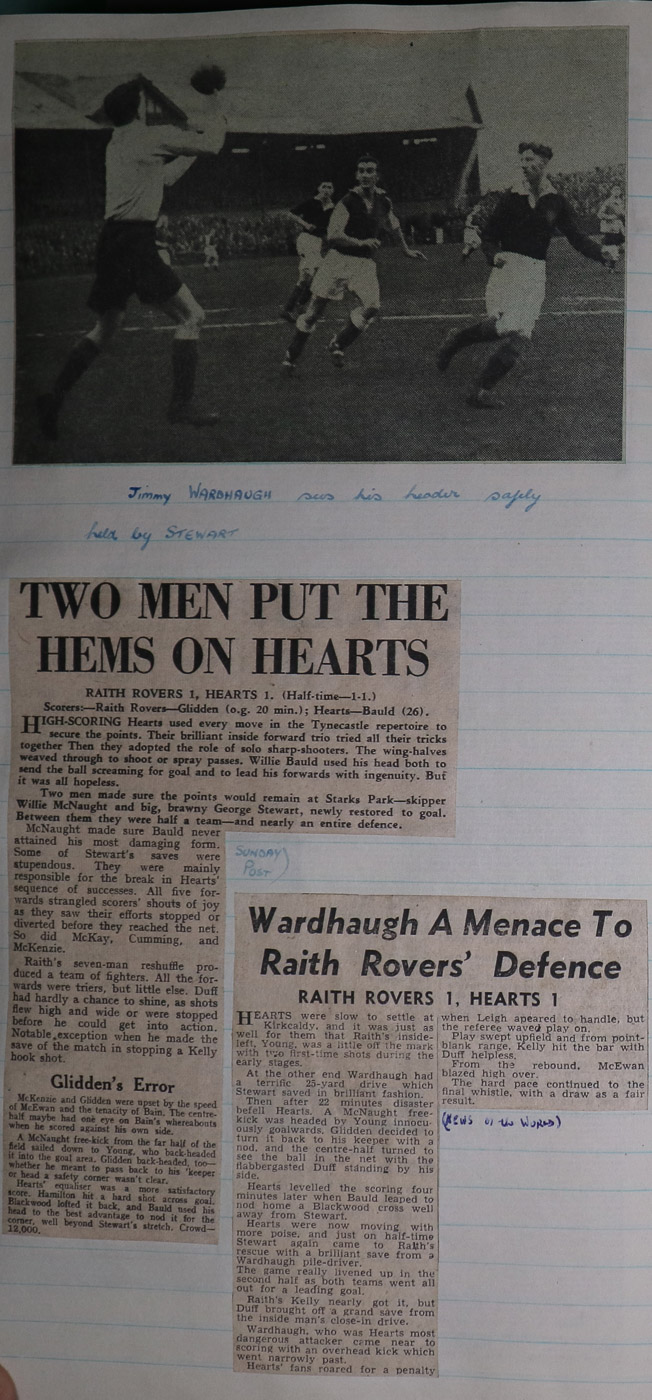 Jimmy WARDHAUGH sees his header safely
held by STEWART
TWO MEN PUT THE
HEMS ON HEARTS
RAITH ROVERS 1, HEARTS 1. (Half-time—1-1.)
Scorers:—Raith Rovers—Glidden (o.g. 20 min.); Hearts—Bauld (26).
HIGH-SCORING Hearts used every move in the Tynecastle repertoire to
secure the points. Their brilliant inside forward trio tried all their tricks
together Then they adopted the role of solo sharp-shooters. The wing-halves
weaved through to shoot or spray passes. Willie Bauld used his head both to
send the ball screaming for goal and to lead his forwards with ingenuity. But
it was all hopeless.
Two men made sure the points would remain at Starks Park—skipper
Willie McNaught and big, brawny George Stewart, newly restored to goal.
Between them they were half a team—and nearly an entire defence.
McNaught made sure Bauld never
attained his most damaging form.
Some of Stewart's saves were
stupendous. They were mainly
responsible for the break in Hearts'
sequence of successes. All five for-
wards strangled scorers' shouts of joy
as they saw their efforts stopped or
diverted before they reached the net.
So did McKay, Cumming, and
McKenzie.
Raith's seven-man reshuffle pro-
duced a team of fighters. All the for-
wards were triers, but little else. Duff
had hardly a chance to shine, as shots
flew high and wide or were stopped
before he could get into action.
Notable exception when he made the
save of the match in stopping a Kelly
hook shot.
Glidden's Error
McKenzie and Glidden were upset by the speed
of McEwan and the tenacity of Bain. The centre-
half maybe had one eye on Bain's whereabouts
when he scored against his own side.
A McNaught free-kick from the far half of the
field sailed down to Young, who back-headed
it into the goal area. Glidden back-headed, too—
whether he meant to pass back to his 'keeper
or head a safety corner wasn't clear.
Hearts' equaliser was a more satisfactory
score. Hamilton hit a hard shot across goal.
Blackwood lofted it back, and Bauld used his
head to the best advantage to nod it for the
corner, well beyond Stewart's stretch. Crowd—
12,000.
SUNDAY
POST)
Wardhaugh A Menace To
Raith Rovers' Defence
RAITH ROVERS 1, HEARTS 1
HEARTS were slow to settle at
Kirkcaldy, and it was just as
well for them that Raith's inside-
left, Young, was a little off the mark
with two first-time shots during the
early stages.
At the other end Wardhaugh had
a terrific 25-yard drive which
Stewart saved in brilliant fashion.
Then after 22 minutes disaster
befell Hearts. A McNaught free-
kick was headed by Young innocu-
ously goalwards. Glidden decided to
turn it back to his keeper with a
nod, and the centre-half turned to
see the ball in the net with the
flabbergasted Duff standing by his
side.
Hearts levelled the scoring four
minutes later when Bauld leaped to
nod home a Blackwood cross well
away from Stewart.
Hearts were now moving with
more poise, and just on half-time
Stewart again came to Raith's
rescue with a brilliant save from a
Wardhaugh pile-driver.
The game really livened up in the
second half as both teams went all
out for a leading goal.
Raith's Kelly nearly got it, but
Duff brought off a grand save from
the inside man's close-in drive.
Wardhaugh, who was Hearts most
dangerous attacker came near to
scoring with an overhead kick which
went narrowly past.
Hearts' fans roared for a penalty
when Leigh apeared to handle, but
the referee waved play on.
Play swept upfield and from point-
blank range, Kelly hit the bar with
Duff helpless.
From the rebound, McEwan
blazed high over.
The hard pace continued to the
final whistle, with a draw as a fair
result.
(NEWS OF THE WORLD)